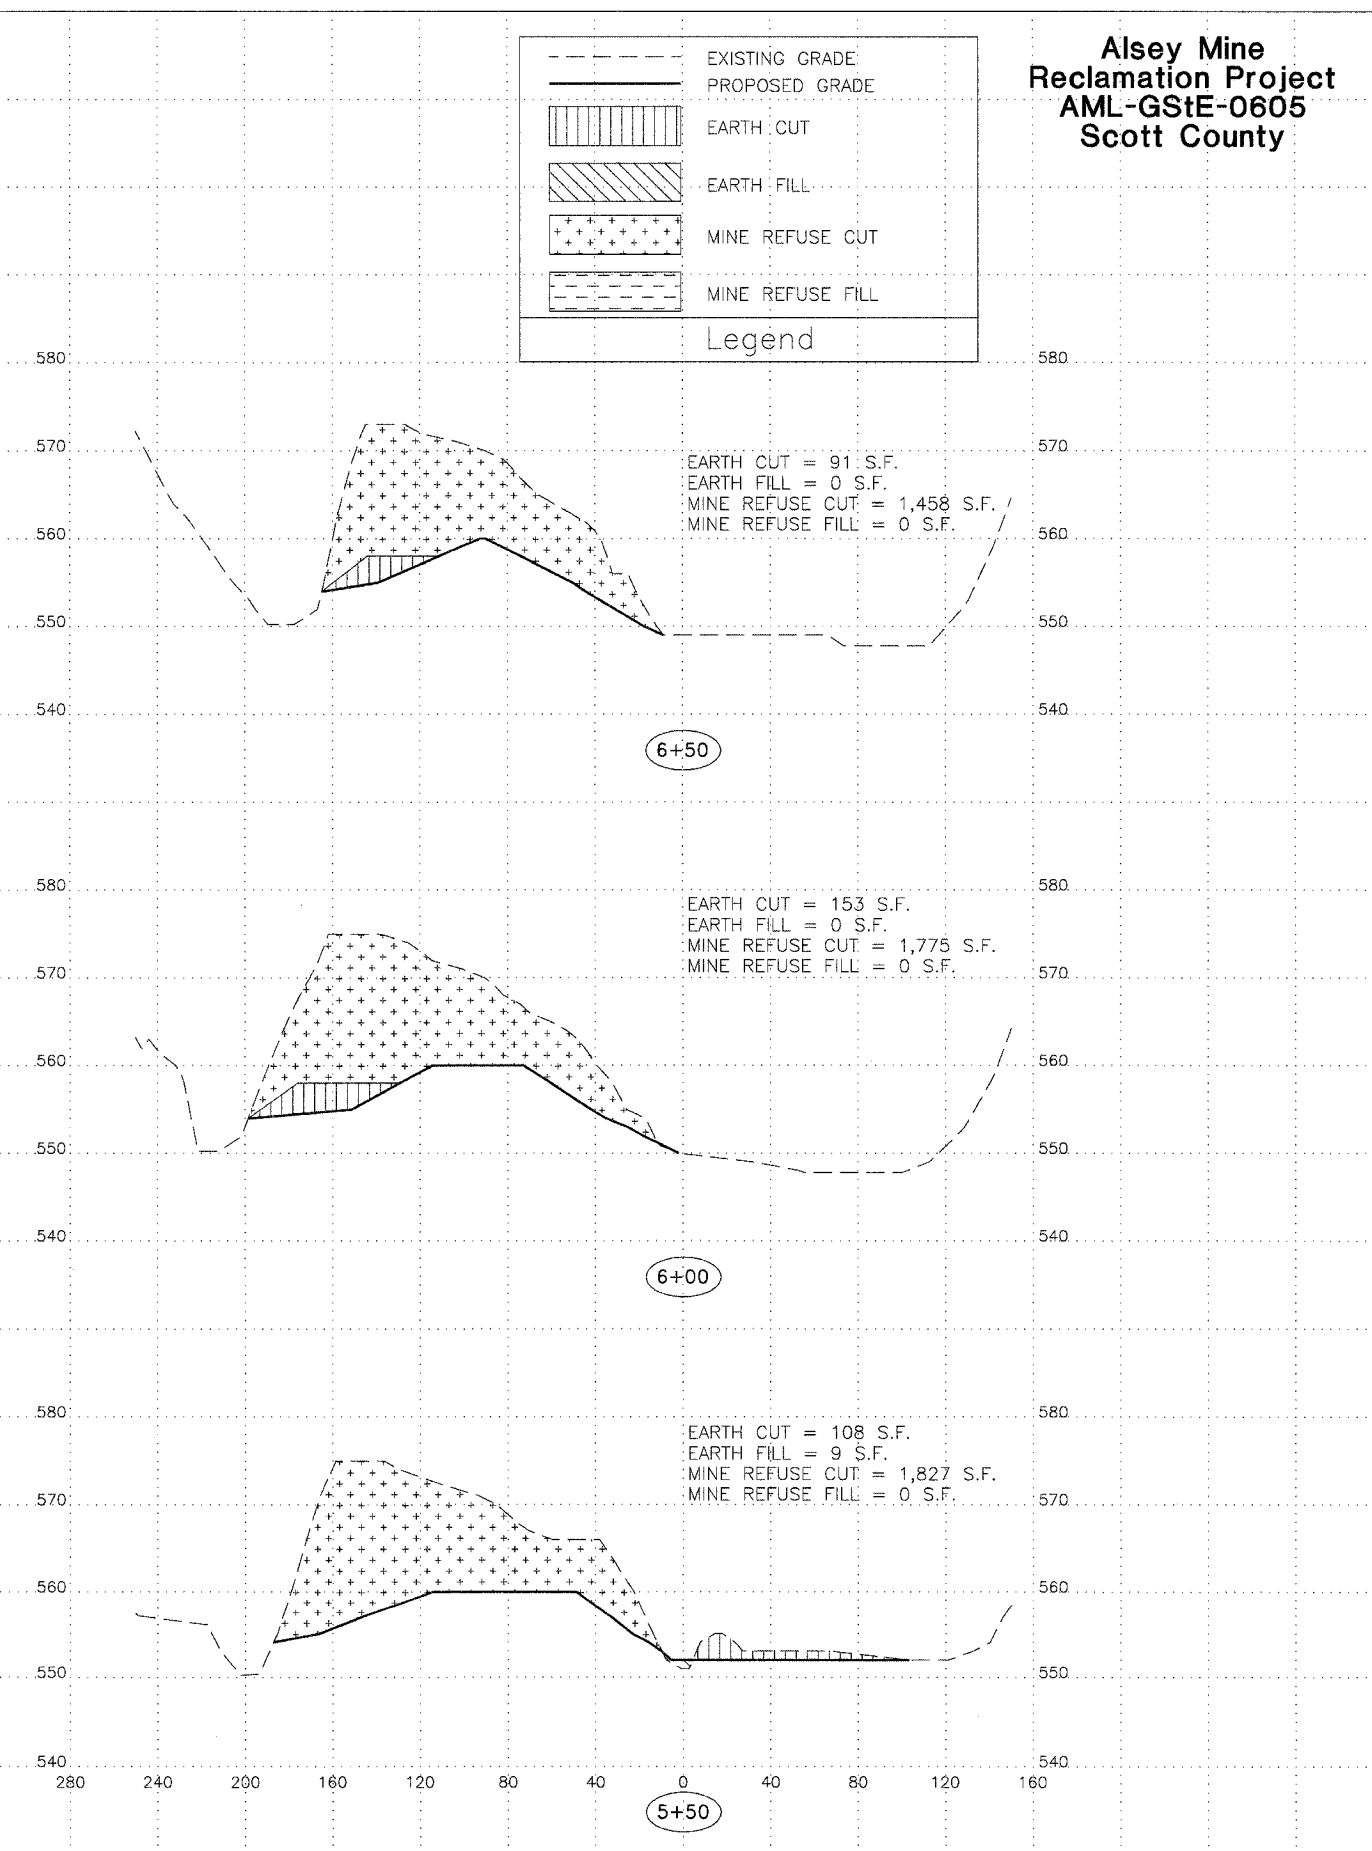 Alsey Mine
Reclamation Project
AML-GStE-0605
Scott County
EXISTING GRADE
PROPOSED GRADE
EARTH CUT
EARTH FILL
MINE REFUSE CUT
MINE REFUSE FILL
Legend
580 580
570 570
EARTH CUT = 91 S.F.
EARTH FILL = 0 S.F.
MINE REFUSE CUT = 1,458 S.F.
MINE REFUSE FILL = 0 S.F.
560 560
550 550
540 540
6+50
580 580
EARTH CUT = 153 S.F.
EARTH FILL = 0 S.F.
MINE REFUSE CUT = 1,775 S.F.
MINE REFUSE FILL = 0 S.F.
570 570
560 560
550 550
540 540
6+00
580 580
EARTH CUT = 108 S.F.
EARTH FILL = 9 S.F.
MINE REFUSE CUT = 1,827 S.F.
MINE REFUSE FILL = 0 S.F.
570 570
560 560
550 550
540 540
280 240 200 160 120 80 40 0 40 80 120 160
5+50